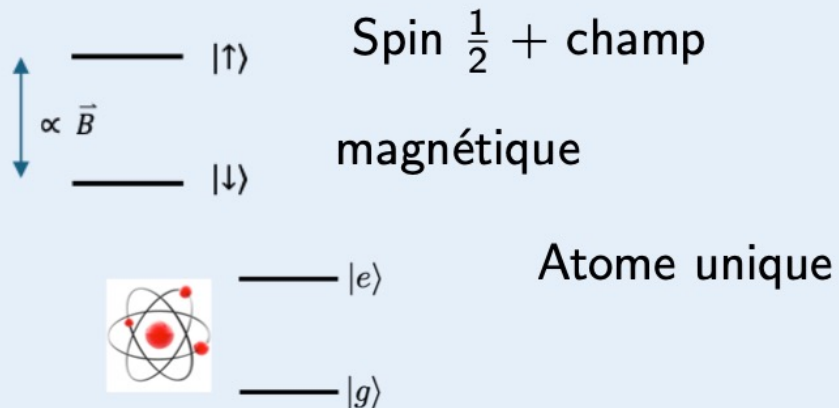 |↑⟩
Spin 1/2 + champ
∝ B⃗
magnétique
|↓⟩
Atome unique
|e⟩
|g⟩